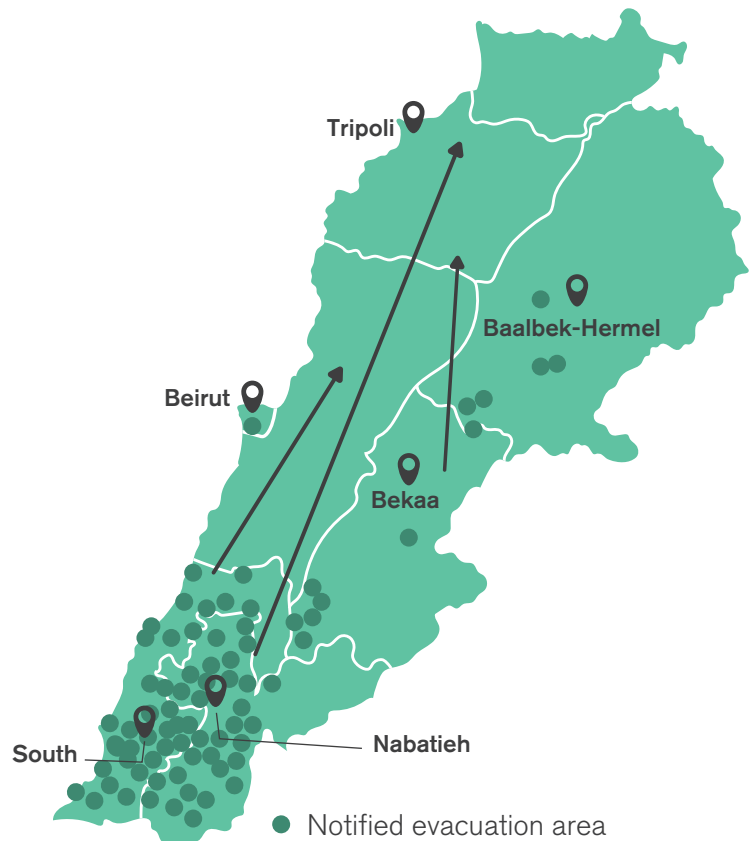 Tripoli
Baalbek-Hermel
Beirut
Bekaa
South
Nabatieh
Notified evacuation area